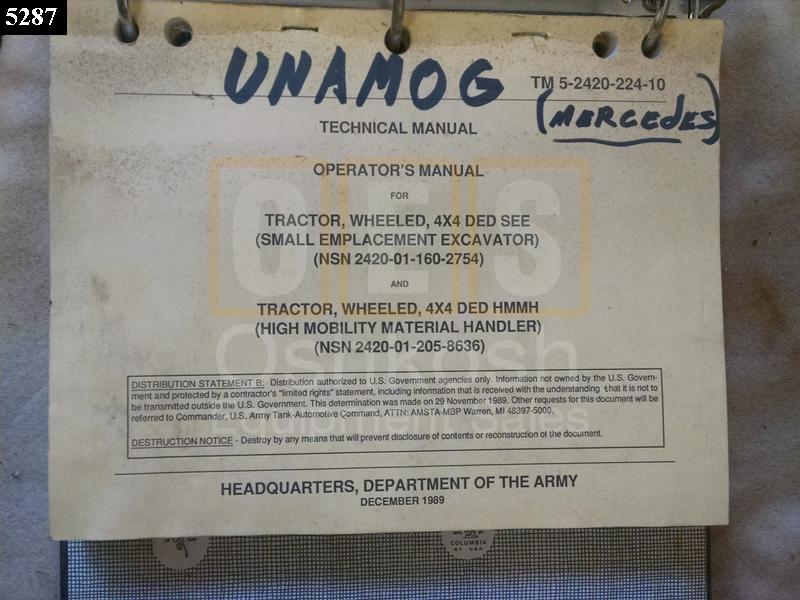 5287
UNAMOG
TM 5-2420-224-10
(MERCEDES)
TECHNICAL MANUAL
OPERATOR'S MANUAL
FOR
TRACTOR, WHEELED, 4X4 DED SEE
(SMALL EMPLACEMENT EXCAVATOR)
(NSN 2420-01-160-2754)
AND
TRACTOR, WHEELED, 4X4 DED HMMH
(HIGH MOBILITY MATERIAL HANDLER)
(NSN 2420-01-205-8636)
OES
Oshkosh
Equipment Sales
DISTRIBUTION STATEMENT B: Distribution authorized to U.S. Government agencies only. Information not owned by the U.S. Govern-
ment and protected by a contractor's "limited rights" statement, including information that is received with the understanding that it is not to
be transmitted outside the U.S. Government. This determination was made on 29 November 1989. Other requests for this document will be
referred to Commander, U.S. Army Tank-Automotive Command, ATTN: AMSTA-MBP Warren, MI 48397-5000.
DESTRUCTION NOTICE - Destroy by any means that will prevent disclosure of contents or reconstruction of the document.
HEADQUARTERS, DEPARTMENT OF THE ARMY
DECEMBER 1989
COLUMBIA
NY USA